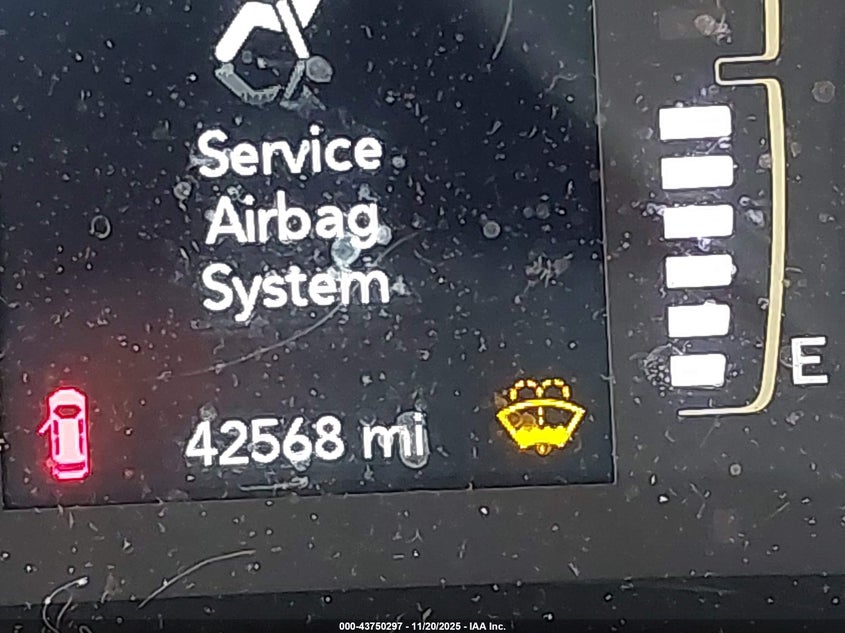 Service
Airbag
System
E
42568 mi
000-43750297 - 11/20/2025 - IAA Inc.